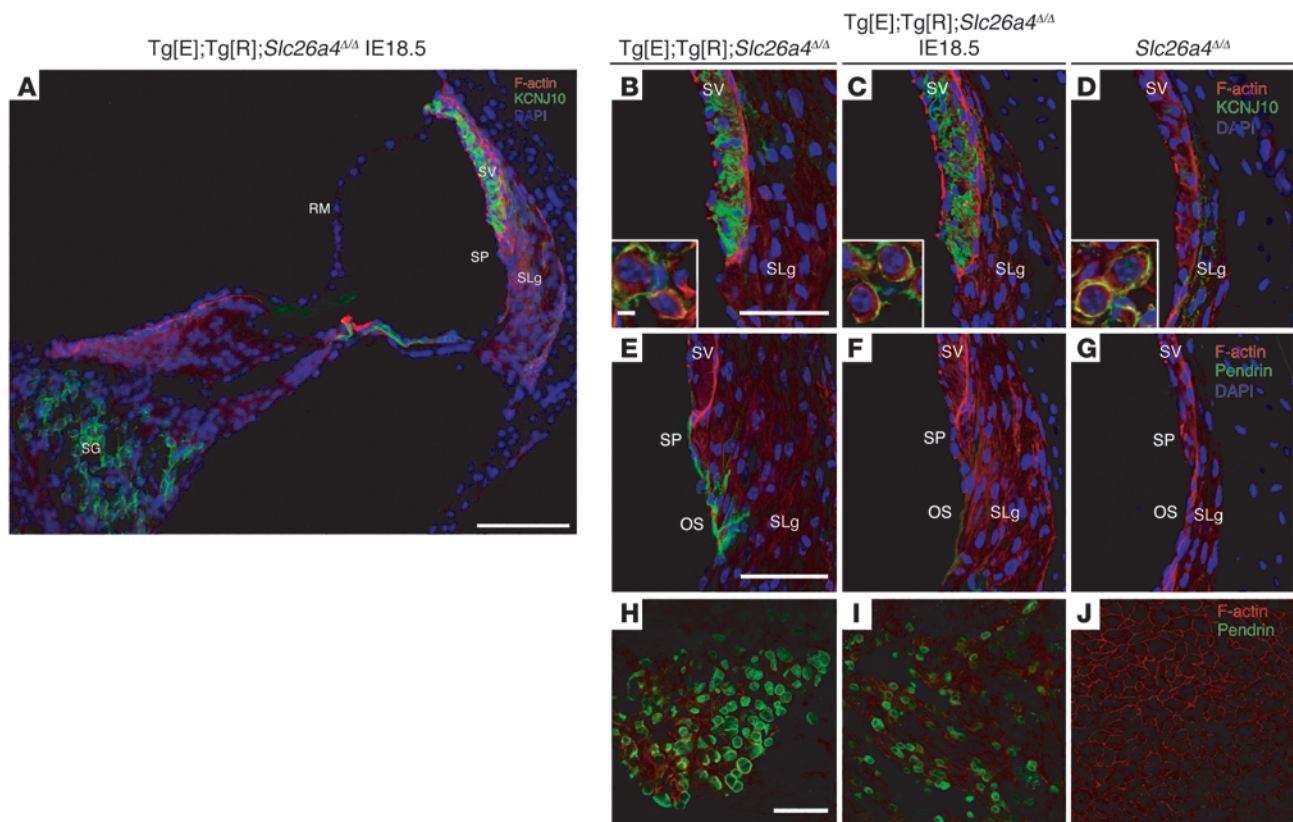 Tg[E];Tg[R];Slc26a4Δ/Δ IE18.5
Tg[E];Tg[R];Slc26a4Δ/Δ
Tg[E];Tg[R];Slc26a4Δ/Δ
IE18.5
Slc26a4Δ/Δ
A
F-actin
KCNJ10
DAPI
SV
RM
SP
SLg
SG
B
SV
SLg
C
SV
SLg
D
SV
F-actin
KCNJ10
DAPI
SLg
E
SV
SP
OS
SLg
F
SV
SP
OS
SLg
G
SV
F-actin
Pendrin
DAPI
SP
OS
SLg
H
I
J
F-actin
Pendrin